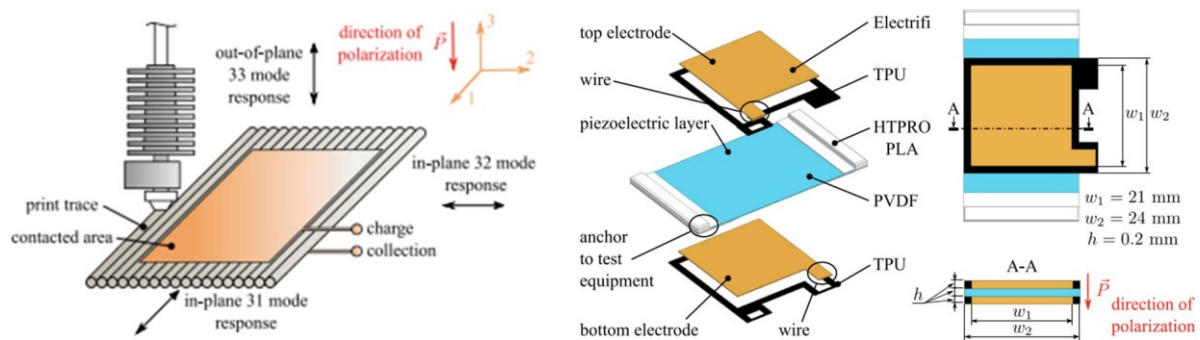 out-of-plane
33 mode
response
direction of
polarization
P
3
2
1
in-plane 32 mode
response
print trace
contacted area
charge
collection
in-plane 31 mode
response
top electrode
Electrifi
wire
TPU
piezoelectric layer
HTPRO
PLA
PVDF
anchor
to test
equipment
TPU
bottom electrode
wire
A
A
w₁
w₂
w₁ = 21 mm
w₂ = 24 mm
h = 0.2 mm
A-A
h
w₁
w₂
P
direction of
polarization